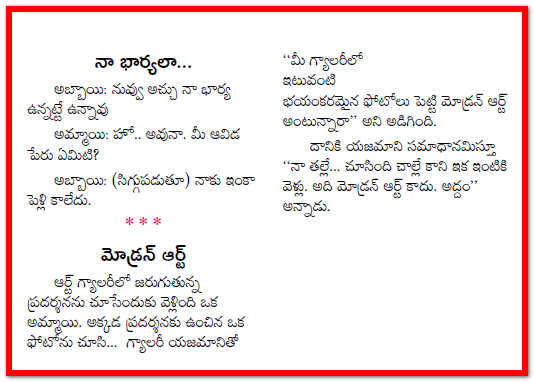 నా భార్యలా...
అబ్బాయి: నువ్వు అచ్చు నా భార్య
ఉన్నట్టే ఉన్నావు
అమ్మాయి: హో.. అవునా. మీ ఆవిడ
పేరు ఏమిటి?
అబ్బాయి: (సిగ్గుపడుతూ) నాకు ఇంకా
పెళ్లి కాలేదు.
***
మోడ్రన్ ఆర్ట్
ఆర్ట్ గ్యాలరీలో జరుగుతున్న
ప్రదర్శనను చూసేందుకు వెళ్లింది ఒక
అమ్మాయి. అక్కడ ప్రదర్శనకు ఉంచిన ఒక
ఫోటోను చూసి... గ్యాలరీ యజమానితో
‘‘మీ గ్యాలరీలో
ఇటువంటి
భయంకరమైన ఫోటోలు పెట్టి మోడ్రన్ ఆర్ట్
అంటున్నారా’’ అని అడిగింది.
దానికి యజమాని సమాధానమిస్తూ
‘‘నా తల్లే... చూసింది చాల్లే కాని ఇక ఇంటికి
వెళ్లు. అది మోడ్రన్ ఆర్ట్ కాదు. అద్దం’’
అన్నాడు.